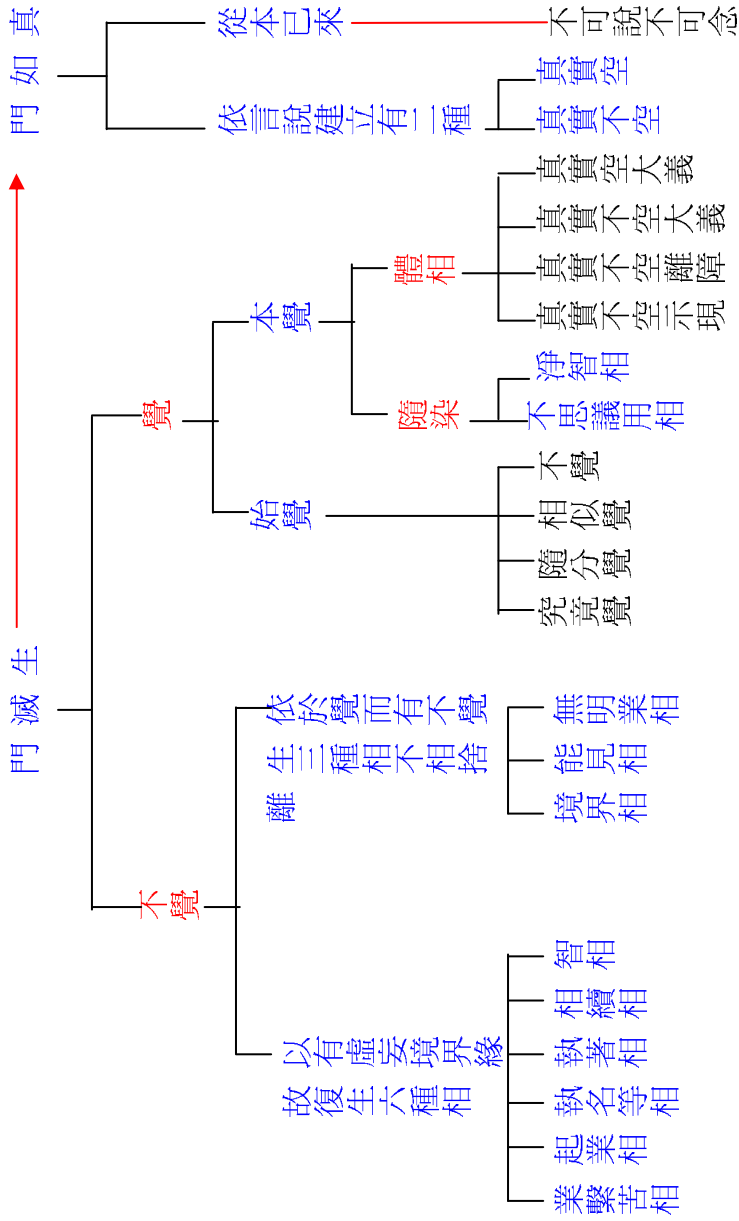 真如門
從本已來
不可說不可念
依言說建立有二種
真實空
真實不空
生滅門
覺
本覺
體相
真實空大義
真實不空大義
真實不空離障
真實不空示現
隨染
淨智相
不思議用相
始覺
不覺
相似覺
隨分覺
究竟覺
不覺
依於覺而有不覺
生三種相不相捨
離
無明業相
能見相
境界相
以有虛妄境界緣
故復生六種相
智相
相續相
執著相
執名等相
起業相
業繫苦相